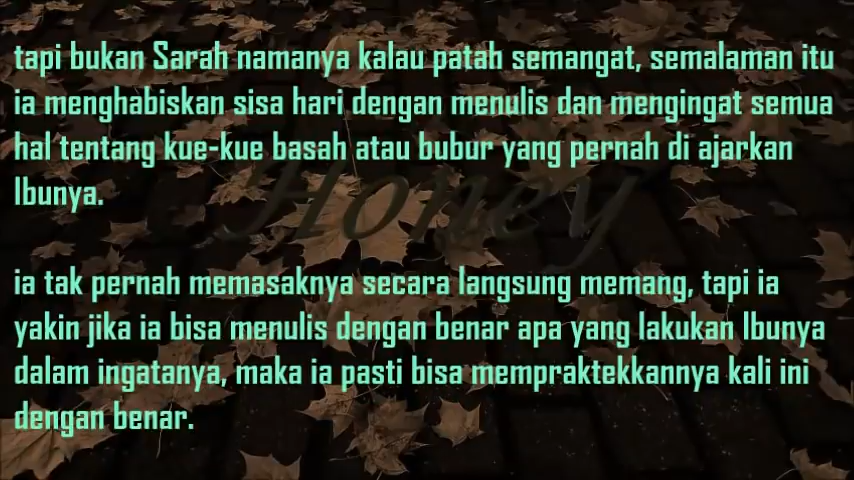 tapi bukan Sarah namanya kalau patah semangat, semalaman itu
ia menghabiskan sisa hari dengan menulis dan mengingat semua
hal tentang kue-kue basah atau bubur yang pernah di ajarkan
Ibunya.
Honey
ia tak pernah memasaknya secara langsung memang, tapi ia
yakin jika ia bisa menulis dengan benar apa yang lakukan Ibunya
dalam ingatanya, maka ia pasti bisa mempraktekkannya kali ini
dengan benar.